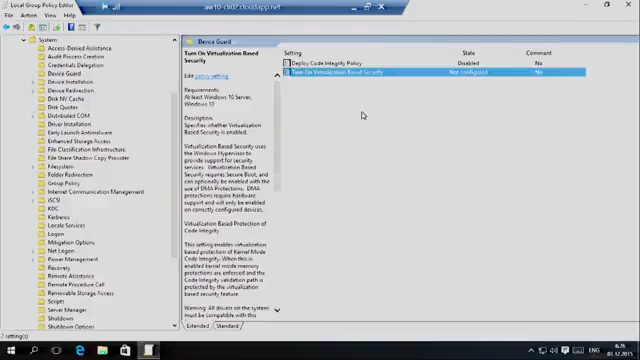 Local Group Policy Editor
aw10-cli02.cloudapp.net
File Action View Help
System
Access-Denied Assistance
Audit Process Creation
Credentials Delegation
Device Guard
Device Installation
Device Redirection
Disk NV Cache
Disk Quotas
Distributed COM
Driver Installation
Early Launch Antimalware
Enhanced Storage Access
File Classification Infrastructure
File Share Shadow Copy Provider
Filesystem
Folder Redirection
Group Policy
Internet Communication Management
iSCSI
KDC
Kerberos
Locale Services
Logon
Mitigation Options
Net Logon
Power Management
Recovery
Remote Assistance
Remote Procedure Call
Removable Storage Access
Scripts
Server Manager
Shutdown
Shutdown Options
2 setting(s)
Device Guard
Turn On Virtualization Based
Security
Edit policy setting
Requirements:
At least Windows 10 Server,
Windows 10
Description:
Specifies whether Virtualization
Based Security is enabled.
Virtualization Based Security uses
the Windows Hypervisor to
provide support for security
services. Virtualization Based
Security requires Secure Boot, and
can optionally be enabled with
the use of DMA Protections. DMA
protections require hardware
support and will only be enabled
on correctly configured devices.
Virtualization Based Protection of
Code Integrity
This setting enables virtualization
based protection of Kernel Mode
Code Integrity. When this is
enabled kernel mode memory
protections are enforced and the
Code Integrity validation path is
protected by the virtualization
based security feature.
Warning: All drivers on the system
must be compatible with this
Setting State Comment
Deploy Code Integrity Policy Disabled No
Turn On Virtualization Based Security Not configured No
Extended Standard
6:26
01.12.2015